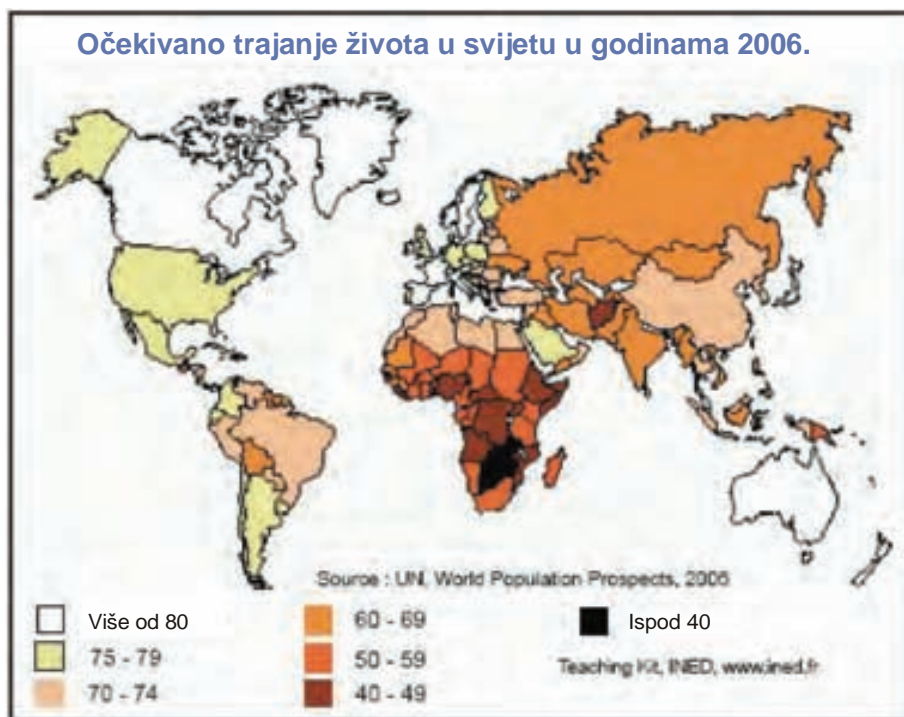 Očekivano trajanje života u svijetu u godinama 2006.
Source : UN, World Population Prospects, 2006
Više od 80
75 - 79
70 - 74
60 - 69
50 - 59
40 - 49
Ispod 40
Teaching Kit, INED, www.ined.fr